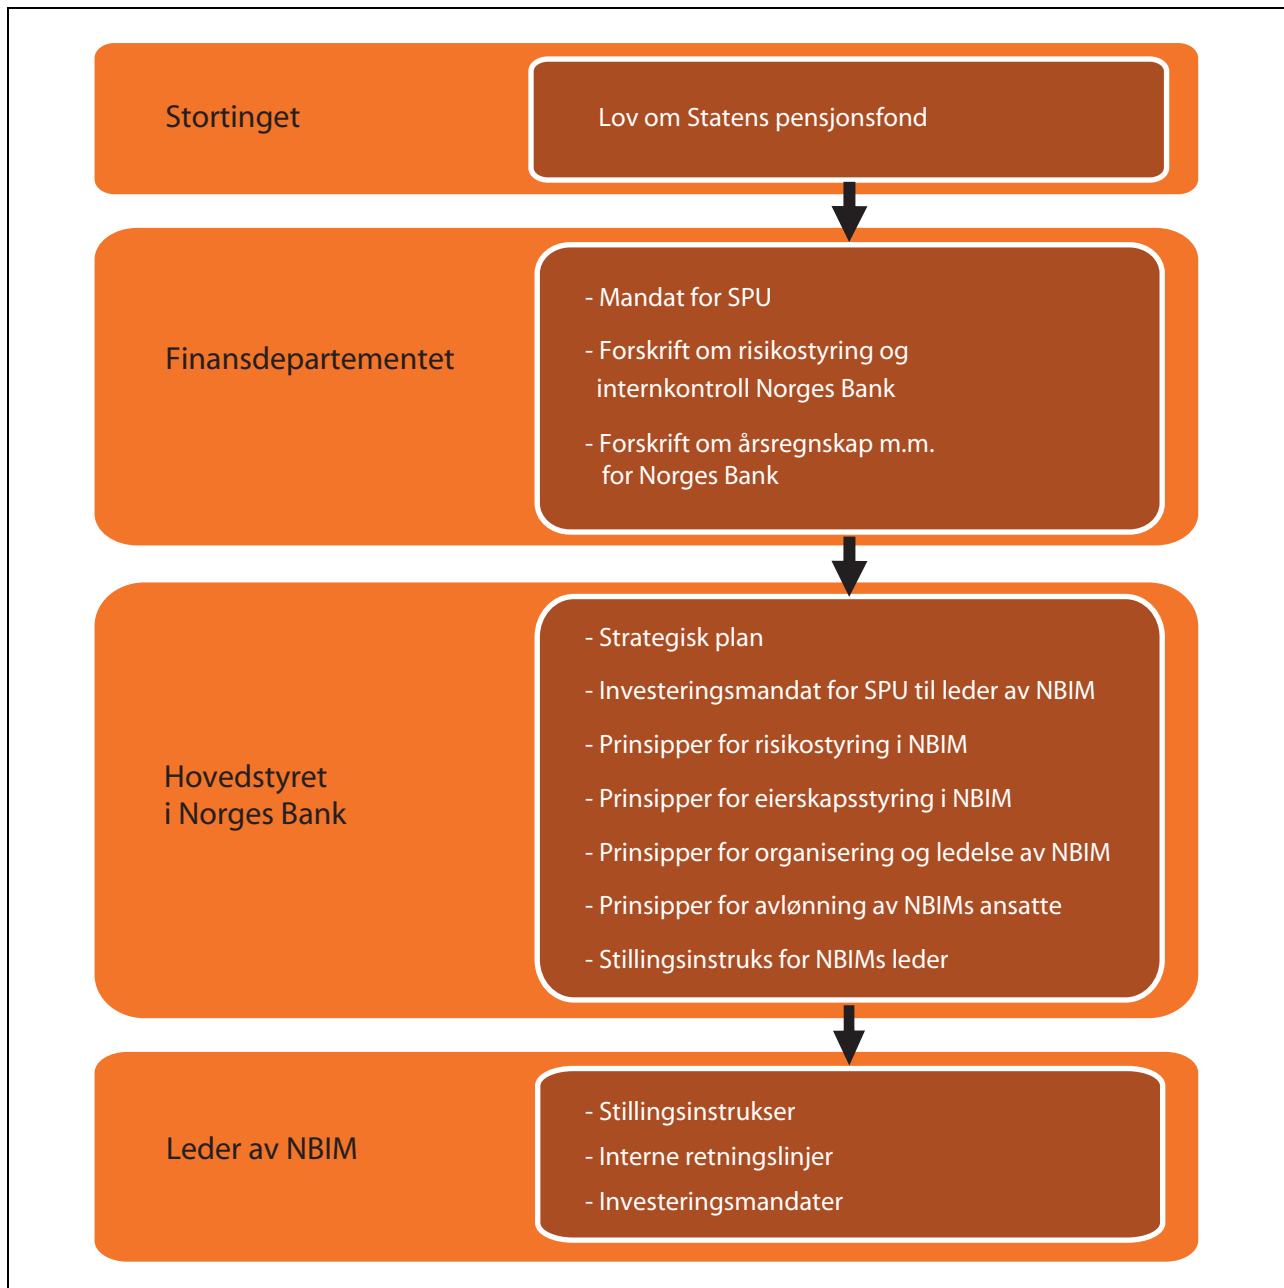 Stortinget
Lov om Statens pensjonsfond
Finansdepartementet
- Mandat for SPU
- Forskrift om risikostyring og
internkontroll Norges Bank
- Forskrift om årsregnskap m.m.
for Norges Bank
Hovedstyret
i Norges Bank
- Strategisk plan
- Investeringsmandat for SPU til leder av NBIM
- Prinsipper for risikostyring i NBIM
- Prinsipper for eierskapsstyring i NBIM
- Prinsipper for organisering og ledelse av NBIM
- Prinsipper for avlønning av NBIMs ansatte
- Stillingsinstruks for NBIMs leder
Leder av NBIM
- Stillingsinstrukser
- Interne retningslinjer
- Investeringsmandater